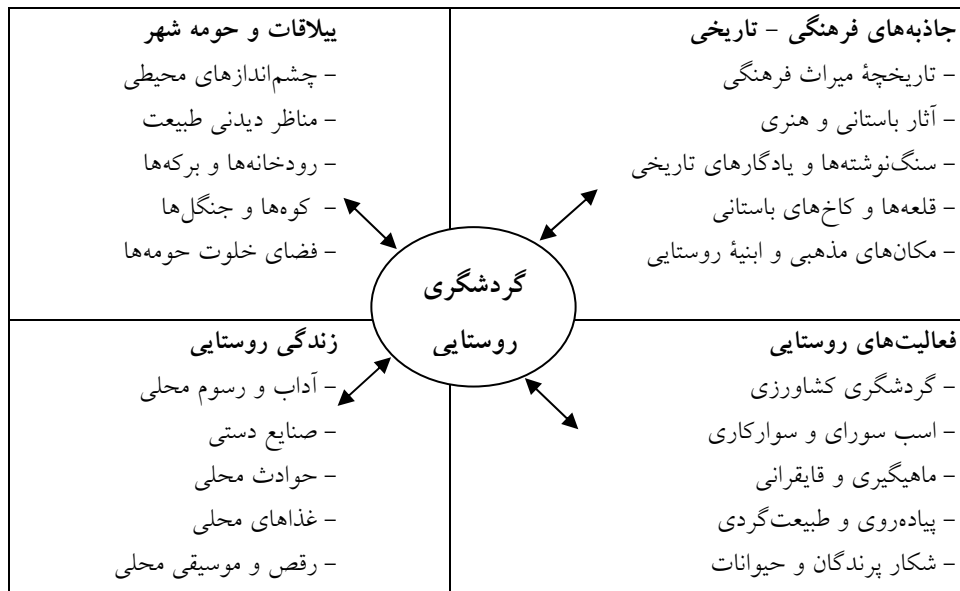 جاذبه‌های فرهنگی – تاریخی
– تاریخچهٔ میراث فرهنگی
– آثار باستانی و هنری
– سنگ‌نوشته‌ها و یادگارهای تاریخی
– قلعه‌ها و کاخ‌های باستانی
– مکان‌های مذهبی و ابنیهٔ روستایی
ییلاقات و حومه شهر
– چشم‌اندازهای محیطی
– مناظر دیدنی طبیعت
– رودخانه‌ها و برکه‌ها
– کوه‌ها و جنگل‌ها
– فضای خلوت حومه‌ها
گردشگری
روستایی
فعالیت‌های روستایی
– گردشگری کشاورزی
– اسب سورای و سوارکاری
– ماهیگیری و قایقرانی
– پیاده‌روی و طبیعت‌گردی
– شکار پرندگان و حیوانات
زندگی روستایی
– آداب و رسوم محلی
– صنایع دستی
– حوادث محلی
– غذاهای محلی
– رقص و موسیقی محلی